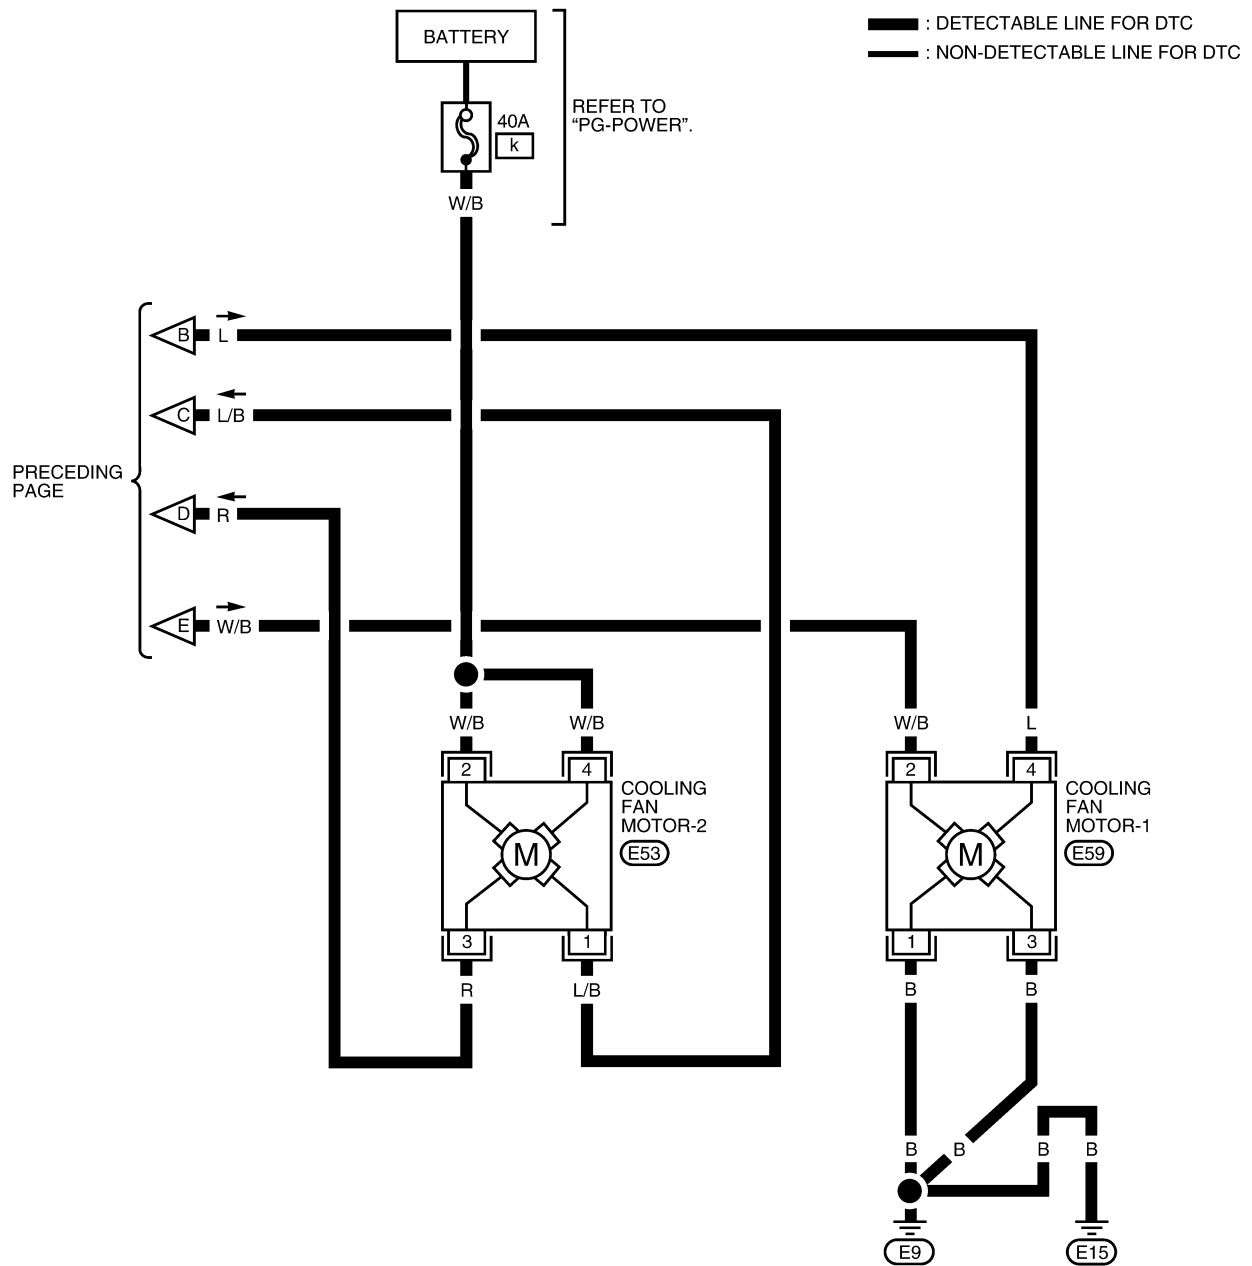 BATTERY
: DETECTABLE LINE FOR DTC
: NON-DETECTABLE LINE FOR DTC
40A
k
REFER TO
“PG-POWER”.
W/B
B
L
C
L/B
PRECEDING
PAGE
D
R
E
W/B
W/B
W/B
W/B
L
2
4
2
4
COOLING
FAN
MOTOR-2
E53
COOLING
FAN
MOTOR-1
E59
M
M
3
1
1
3
R
L/B
B
B
B
B
B
B
E9
E15